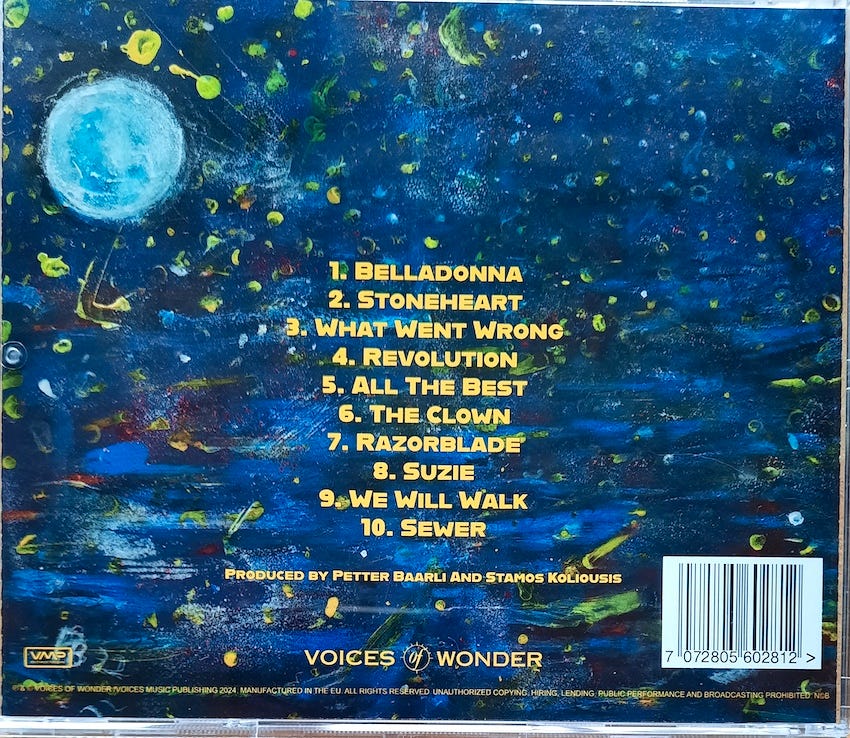 1. BELLADONNA
2. STONEHEART
3. WHAT WENT WRONG
4. REVOLUTION
5. ALL THE BEST
6. THE CLOWN
7. RAZORBLADE
8. SUZIE
9. WE WILL WALK
10. SEWER
PRODUCED BY PETTER BAARLI AND STAMOS KOLIOUSIS
VMP
VOICES of WONDER
7 072805 602812 >
VOICES OF WONDER /VOICES MUSIC PUBLISHING 2024. MANUFACTURED IN THE EU. ALL RIGHTS RESERVED. UNAUTHORIZED COPYING, HIRING, LENDING, PUBLIC PERFORMANCE AND BROADCASTING PROHIBITED. N©B